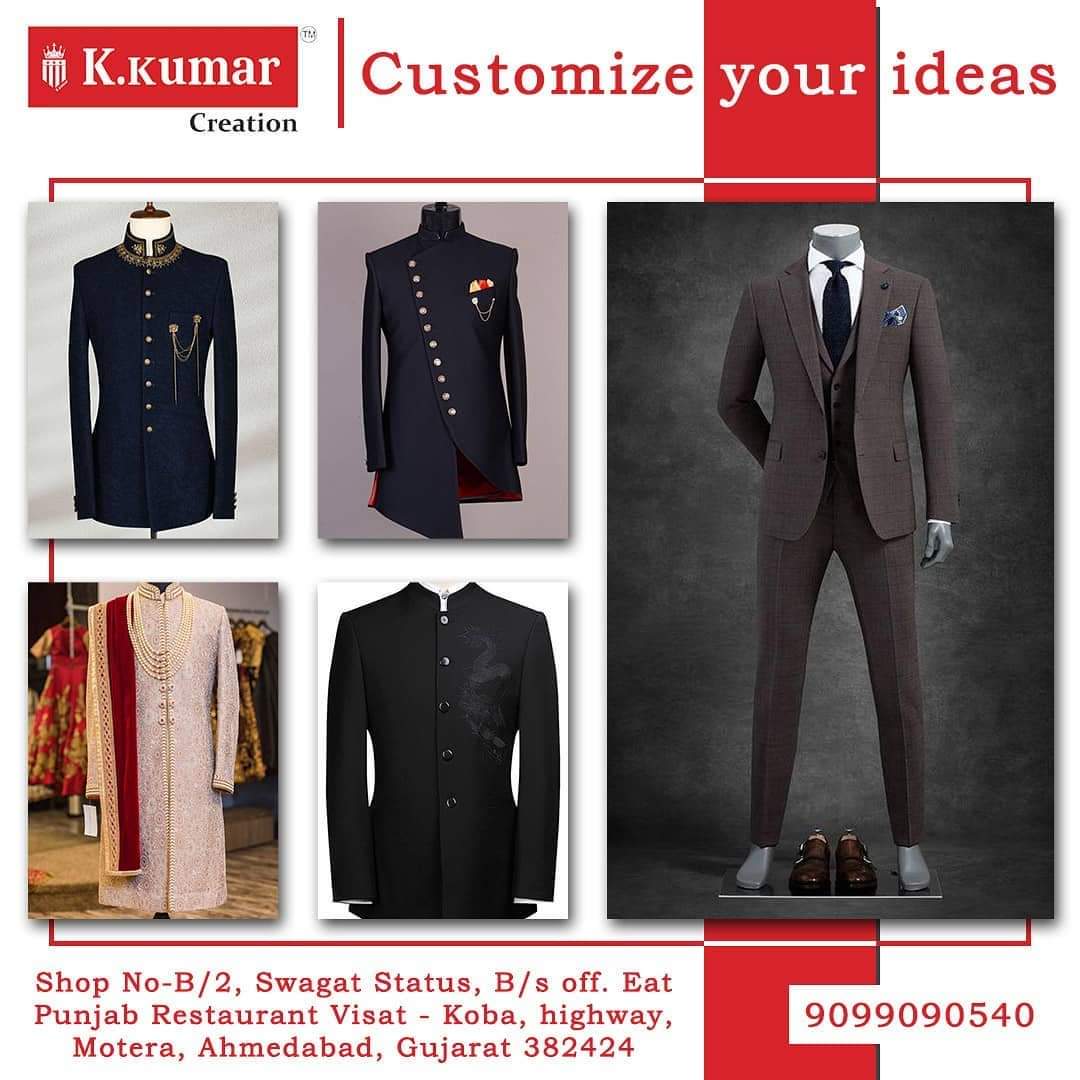 K.Kumar TM
Creation
Customize your ideas
Shop No-B/2, Swagat Status, B/s off. Eat
Punjab Restaurant Visat - Koba, highway,
Motera, Ahmedabad, Gujarat 382424
9099090540